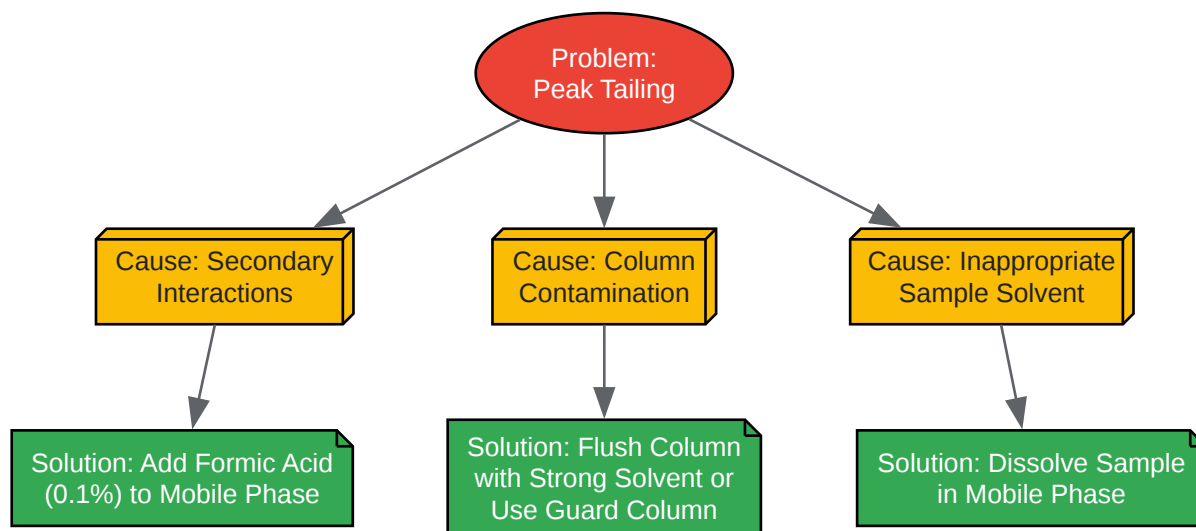 Problem:
Peak Tailing
Cause: Secondary
Interactions
Cause: Column
Contamination
Cause: Inappropriate
Sample Solvent
Solution: Add Formic Acid
(0.1%) to Mobile Phase
Solution: Flush Column
with Strong Solvent or
Use Guard Column
Solution: Dissolve Sample
in Mobile Phase